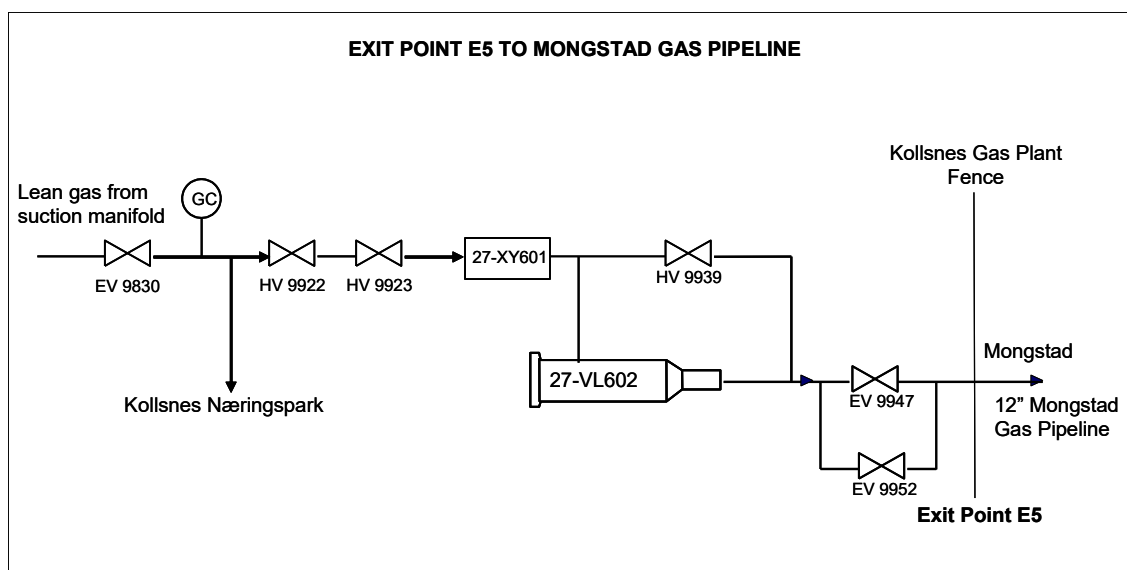 EXIT POINT E5 TO MONGSTAD GAS PIPELINE
Kollsnes Gas Plant
Fence
Lean gas from
suction manifold
GC
EV 9830
HV 9922
HV 9923
27-XY601
HV 9939
Kollsnes Næringspark
27-VL602
EV 9947
EV 9952
Mongstad
12” Mongstad
Gas Pipeline
Exit Point E5